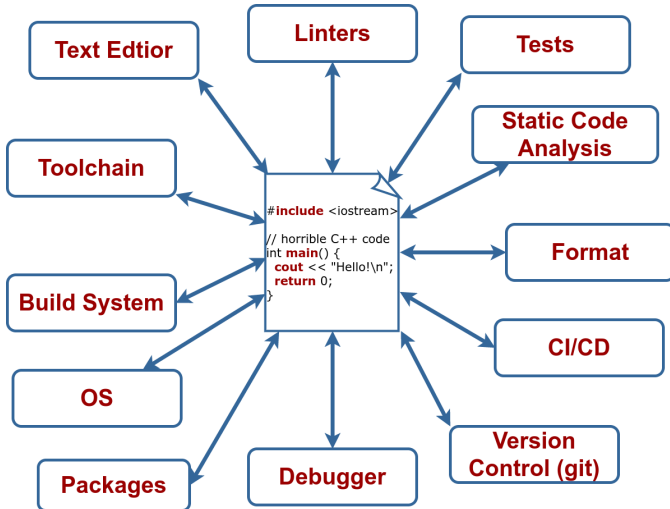 Linters
Text Edtior
Tests
Static Code
Analysis
Toolchain
#include <iostream>
// horrible C++ code
int main() {
cout << "Hello!\n";
return 0;
}
Format
Build System
CI/CD
OS
Version
Control (git)
Packages
Debugger